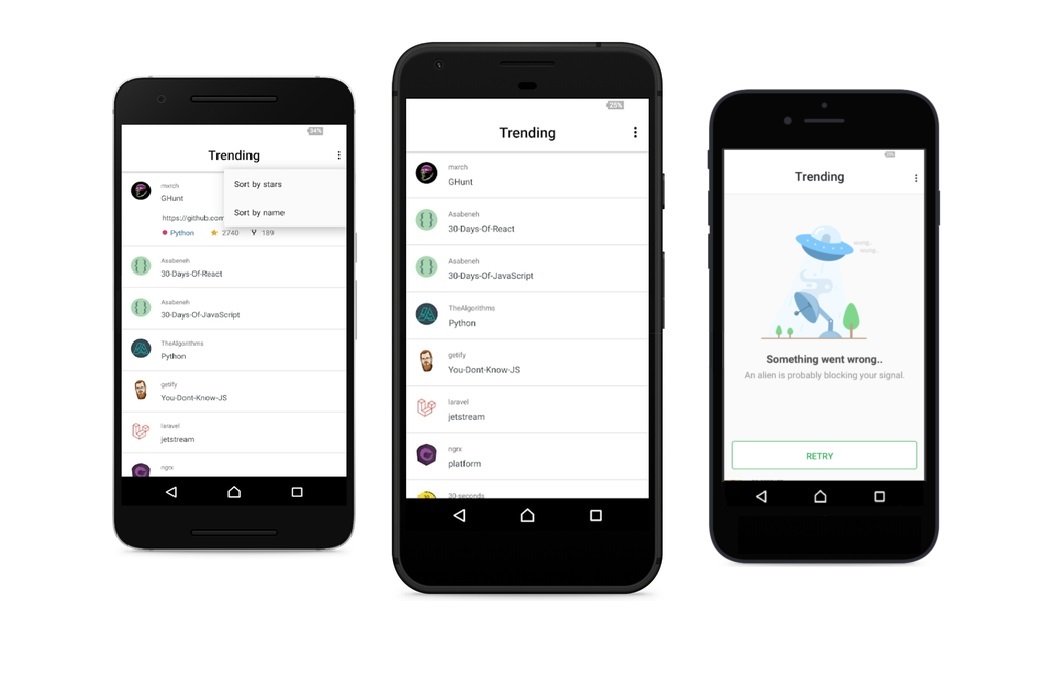 34%
Trending
Sort by stars
Sort by name
mxrch
GHunt
https://github.com
Python 2740 189
Asabeneh
30-Days-Of-React
Asabeneh
30-Days-Of-JavaScript
TheAlgorithms
Python
getify
You-Dont-Know-JS
laravel
jetstream
ngrx
25%
Trending
mxrch
GHunt
Asabeneh
30-Days-Of-React
Asabeneh
30-Days-Of-JavaScript
TheAlgorithms
Python
getify
You-Dont-Know-JS
laravel
jetstream
ngrx
platform
30-seconds
Trending
Something went wrong..
An alien is probably blocking your signal.
RETRY